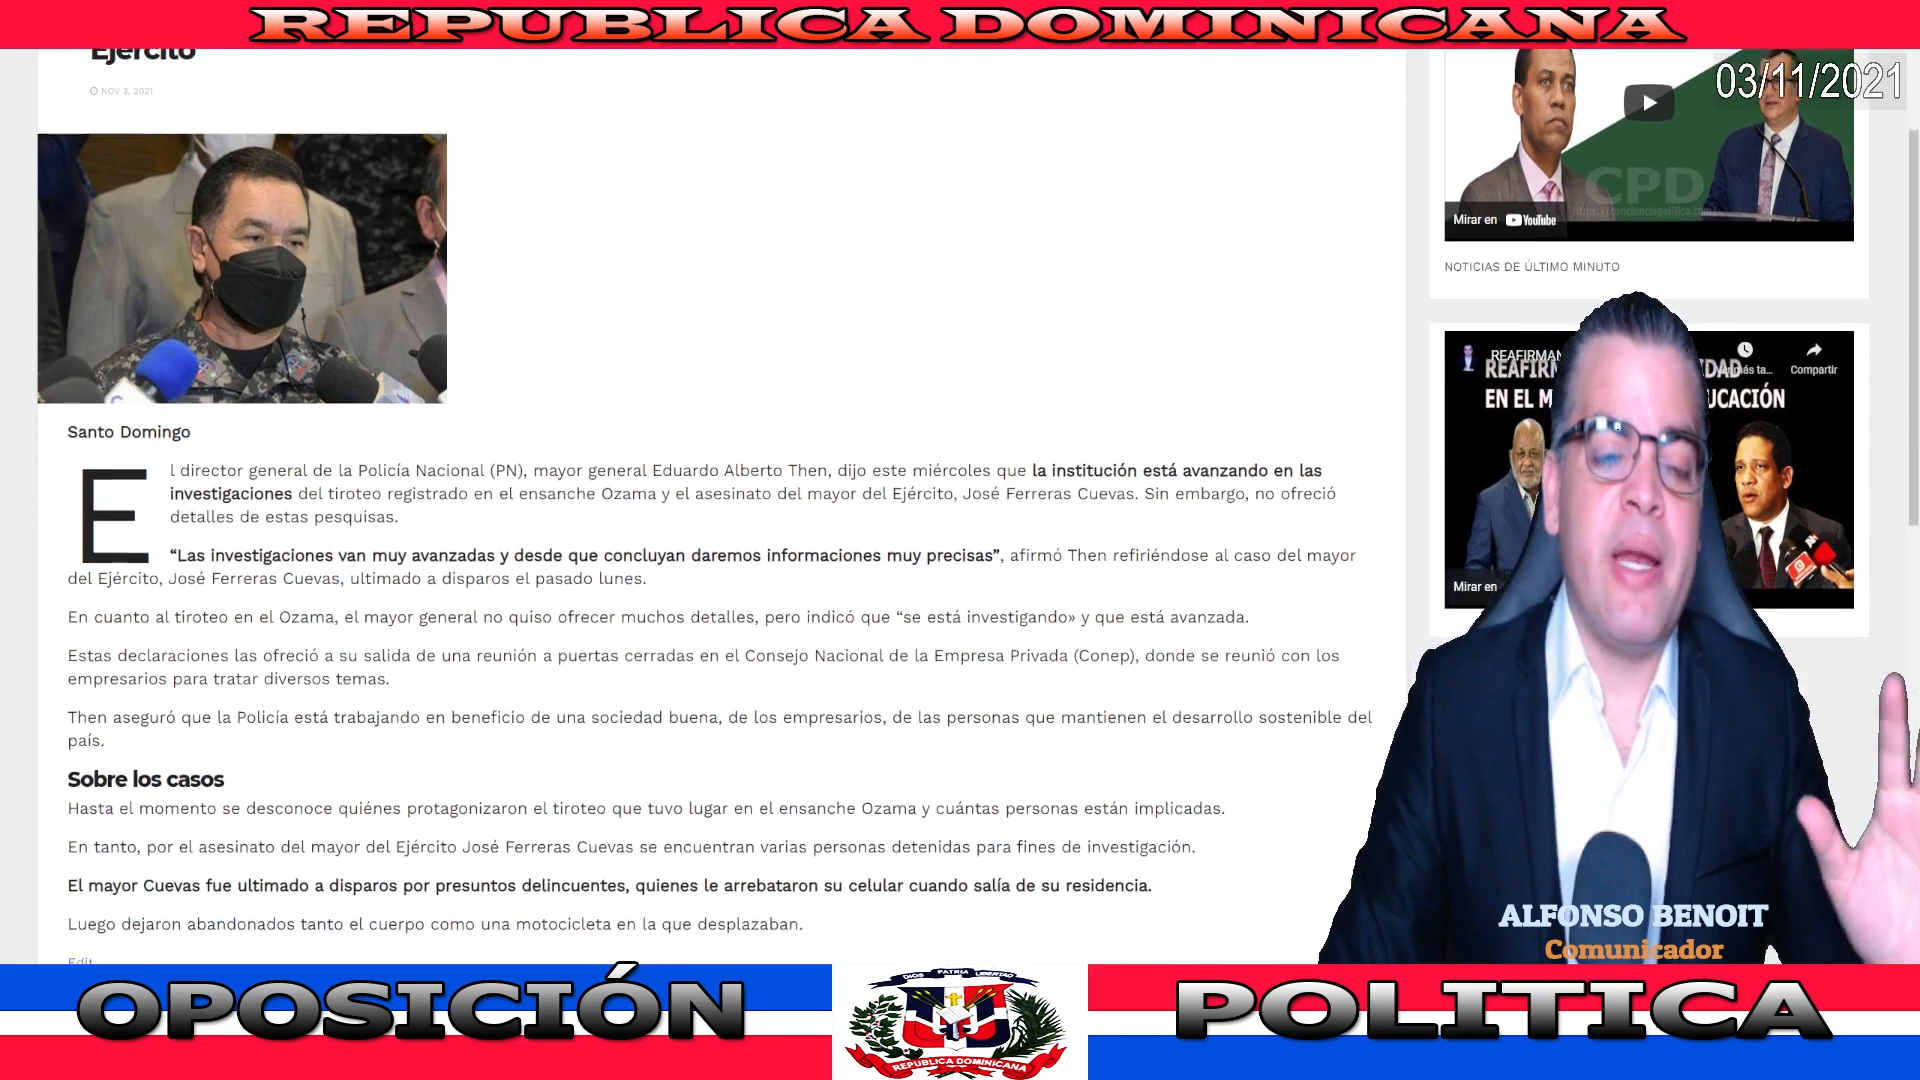 REPUBLICA DOMINICANA
03/11/2021
Ejército
NOV 3, 2021
CPD
Mirar en YouTube
NOTICIAS DE ÚLTIMO MINUTO
REAFIRMAN
Compartir
EN EL M
UCACIÓN
Mirar en
Santo Domingo
El director general de la Policía Nacional (PN), mayor general Eduardo Alberto Then, dijo este miércoles que la institución está avanzando en las
investigaciones del tiroteo registrado en el ensanche Ozama y el asesinato del mayor del Ejército, José Ferreras Cuevas. Sin embargo, no ofreció
detalles de estas pesquisas.
“Las investigaciones van muy avanzadas y desde que concluyan daremos informaciones muy precisas”, afirmó Then refiriéndose al caso del mayor
del Ejército, José Ferreras Cuevas, ultimado a disparos el pasado lunes.
En cuanto al tiroteo en el Ozama, el mayor general no quiso ofrecer muchos detalles, pero indicó que “se está investigando» y que está avanzada.
Estas declaraciones las ofreció a su salida de una reunión a puertas cerradas en el Consejo Nacional de la Empresa Privada (Conep), donde se reunió con los
empresarios para tratar diversos temas.
Then aseguró que la Policía está trabajando en beneficio de una sociedad buena, de los empresarios, de las personas que mantienen el desarrollo sostenible del
país.
Sobre los casos
Hasta el momento se desconoce quiénes protagonizaron el tiroteo que tuvo lugar en el ensanche Ozama y cuántas personas están implicadas.
En tanto, por el asesinato del mayor del Ejército José Ferreras Cuevas se encuentran varias personas detenidas para fines de investigación.
El mayor Cuevas fue ultimado a disparos por presuntos delincuentes, quienes le arrebataron su celular cuando salía de su residencia.
Luego dejaron abandonados tanto el cuerpo como una motocicleta en la que desplazaban.
Edit
ALFONSO BENOIT
Comunicador
OPOSICIÓN
DIOS PATRIA LIBERTAD
REPUBLICA DOMINICANA
POLITICA